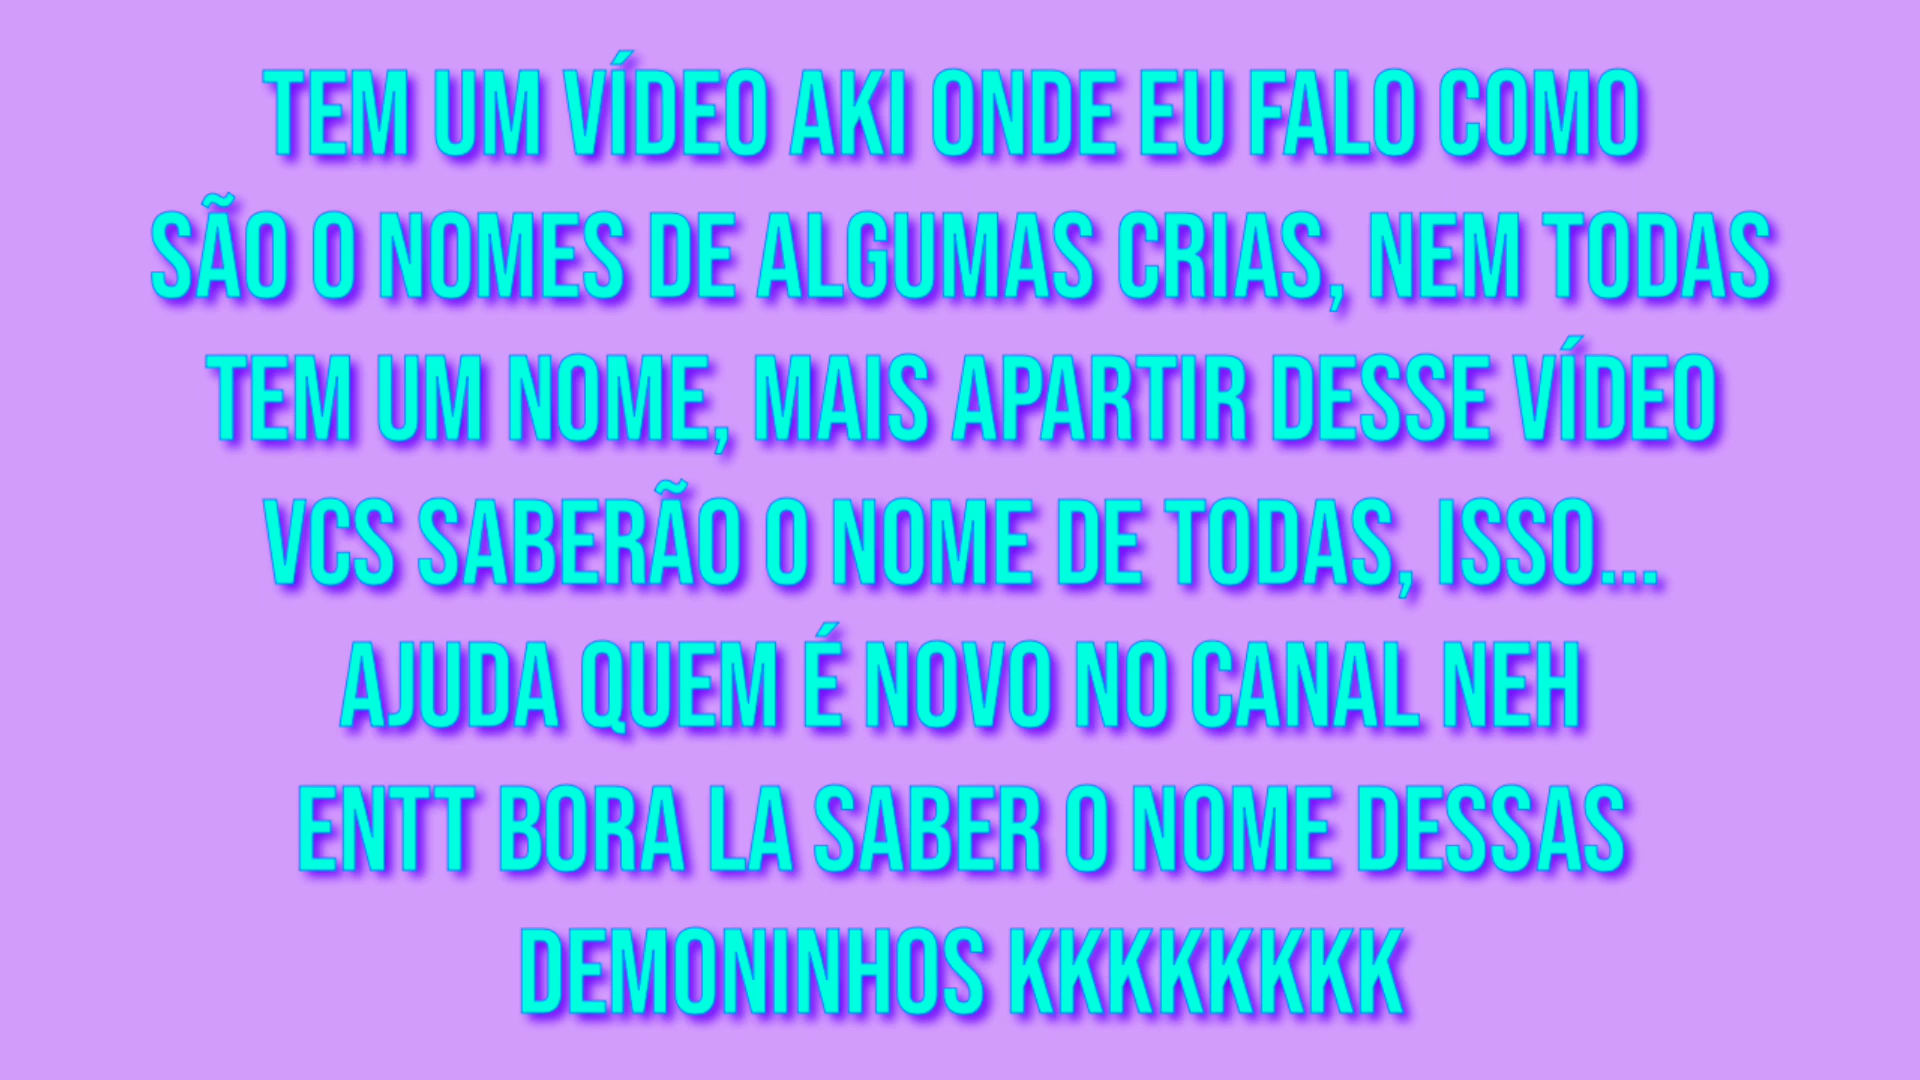 TEM UM VÍDEO AKI ONDE EU FALO COMO
SÃO O NOMES DE ALGUMAS CRIAS, NEM TODAS
TEM UM NOME, MAIS APARTIR DESSE VÍDEO
VCS SABERÃO O NOME DE TODAS, ISSO...
AJUDA QUEM É NOVO NO CANAL NEH
ENTT BORA LA SABER O NOME DESSAS
DEMONINHOS KKKKKKKK